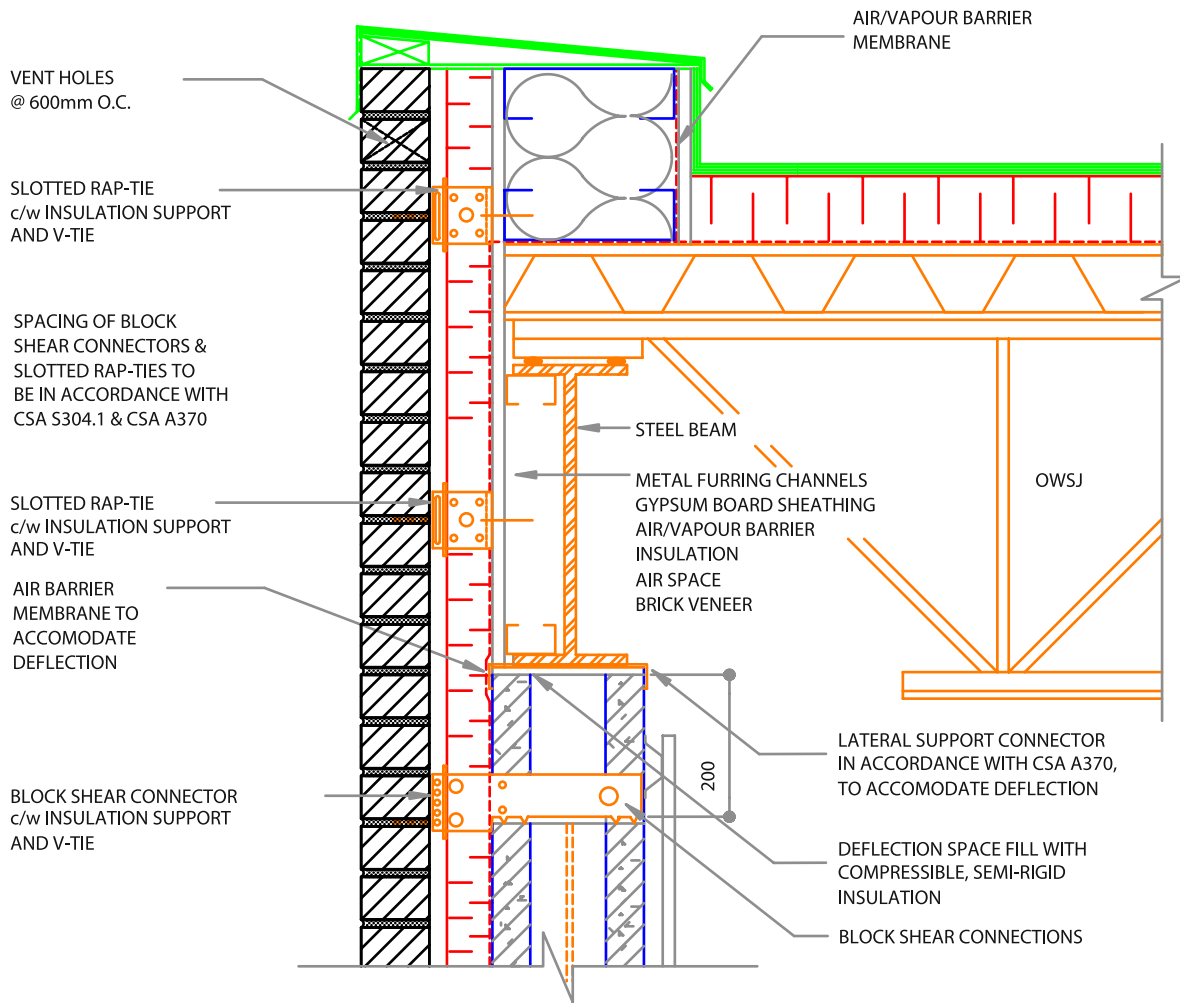 AIR/VAPOUR BARRIER
MEMBRANE
VENT HOLES
@ 600mm O.C.
SLOTTED RAP-TIE
c/w INSULATION SUPPORT
AND V-TIE
SPACING OF BLOCK
SHEAR CONNECTORS &
SLOTTED RAP-TIES TO
BE IN ACCORDANCE WITH
CSA S304.1 & CSA A370
STEEL BEAM
METAL FURRING CHANNELS
GYPSUM BOARD SHEATHING
AIR/VAPOUR BARRIER
INSULATION
AIR SPACE
BRICK VENEER
OWSJ
SLOTTED RAP-TIE
c/w INSULATION SUPPORT
AND V-TIE
AIR BARRIER
MEMBRANE TO
ACCOMODATE
DEFLECTION
LATERAL SUPPORT CONNECTOR
IN ACCORDANCE WITH CSA A370,
TO ACCOMODATE DEFLECTION
200
BLOCK SHEAR CONNECTOR
c/w INSULATION SUPPORT
AND V-TIE
DEFLECTION SPACE FILL WITH
COMPRESSIBLE, SEMI-RIGID
INSULATION
BLOCK SHEAR CONNECTIONS